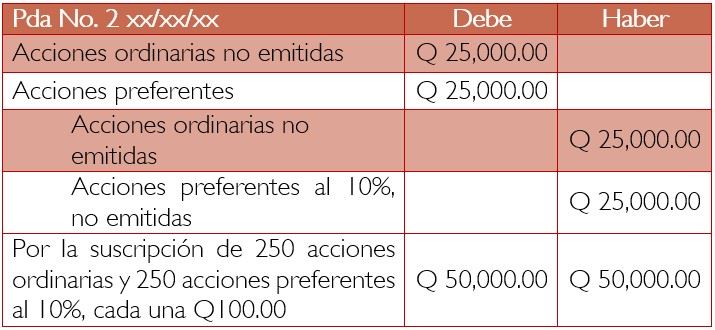 Pda No. 2 xx/xx/xx Debe Haber
Acciones ordinarias no emitidas Q 25,000.00
Acciones preferentes Q 25,000.00
Acciones ordinarias no
emitidas Q 25,000.00
Acciones preferentes al 10%,
no emitidas Q 25,000.00
Por la suscripción de 250 acciones
ordinarias y 250 acciones preferentes Q 50,000.00 Q 50,000.00
al 10%, cada una Q100.00